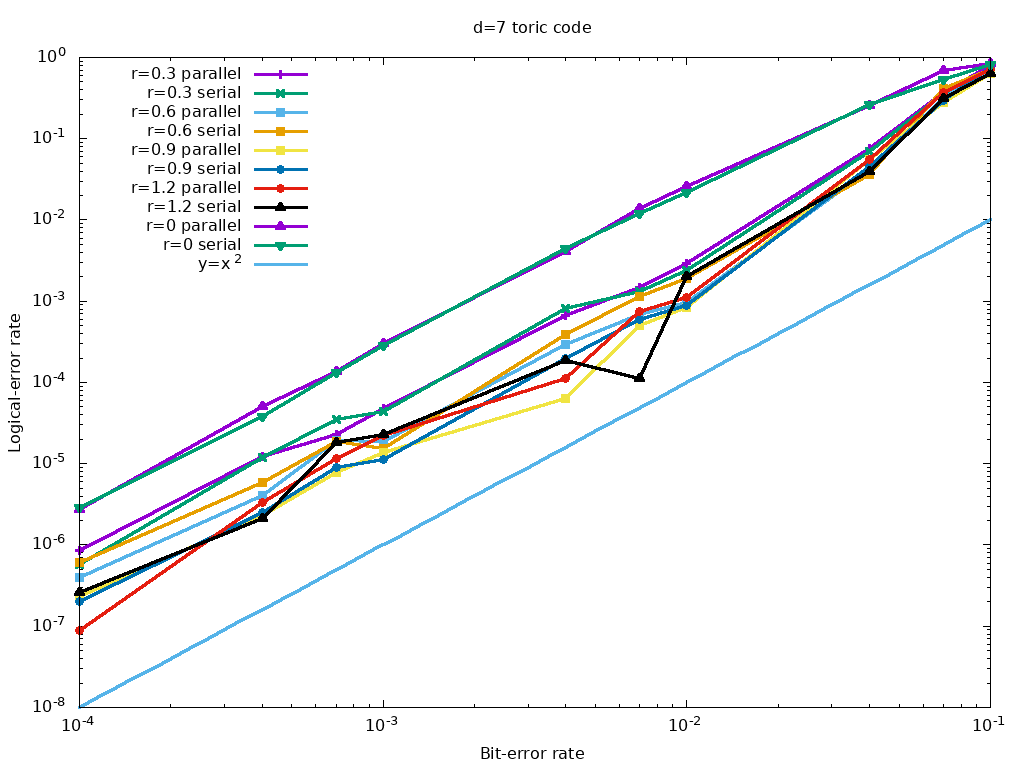 d=7 toric code
10^0
10^-1
10^-2
10^-3
10^-4
10^-5
10^-6
10^-7
10^-8
Logical-error rate
r=0.3 parallel
r=0.3 serial
r=0.6 parallel
r=0.6 serial
r=0.9 parallel
r=0.9 serial
r=1.2 parallel
r=1.2 serial
r=0 parallel
r=0 serial
y=x^2
10^-4 10^-3 10^-2 10^-1
Bit-error rate